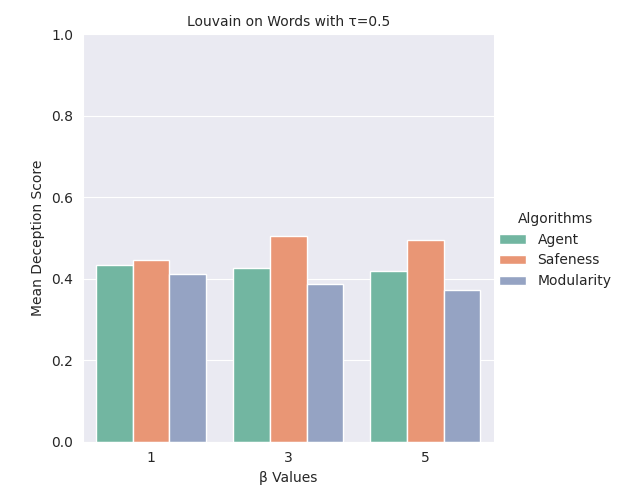 Louvain on Words with τ=0.5
Mean Deception Score
1.0
0.8
0.6
0.4
0.2
0.0
1
3
5
β Values
Algorithms
Agent
Safeness
Modularity